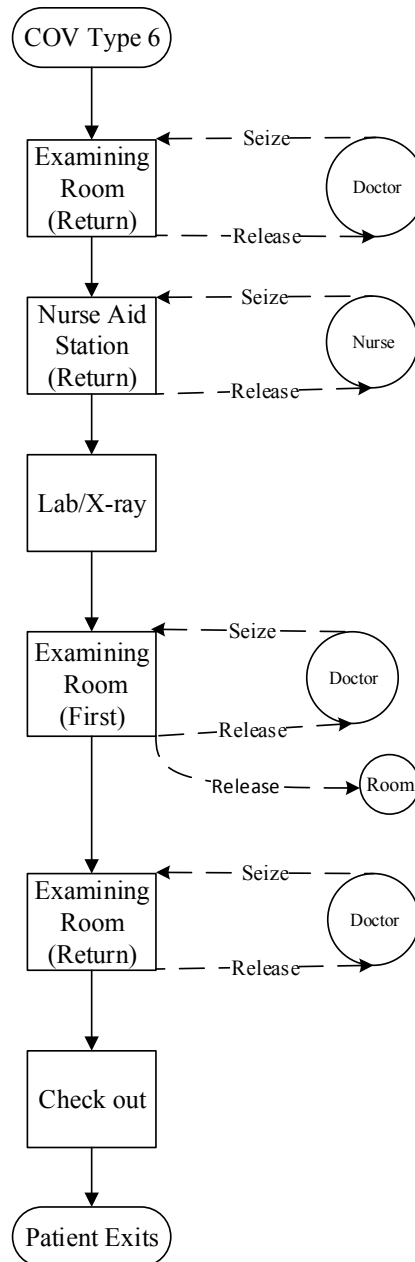 COV Type 6
Seize
Examining
Room
(Return)
Doctor
Release
Seize
Nurse Aid
Station
(Return)
Nurse
Release
Lab/X-ray
Seize
Examining
Room
(First)
Doctor
Release
Release
Room
Seize
Examining
Room
(Return)
Doctor
Release
Check out
Patient Exits